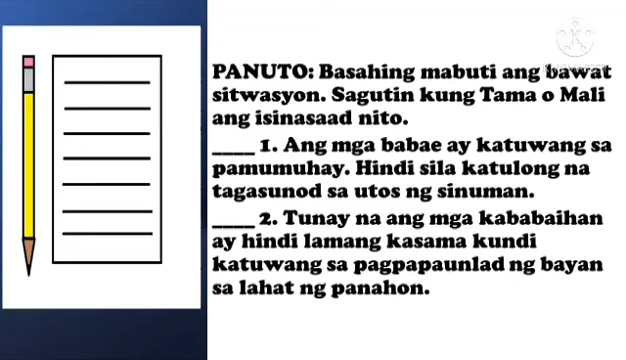 PANUTO: Basahing mabuti ang bawat
sitwasyon. Sagutin kung Tama o Mali
ang isinasaad nito.
____ 1. Ang mga babae ay katuwang sa
pamumuhay. Hindi sila katulong na
tagasunod sa utos ng sinuman.
____ 2. Tunay na ang mga kababaihan
ay hindi lamang kasama kundi
katuwang sa pagpapaunlad ng bayan
sa lahat ng panahon.